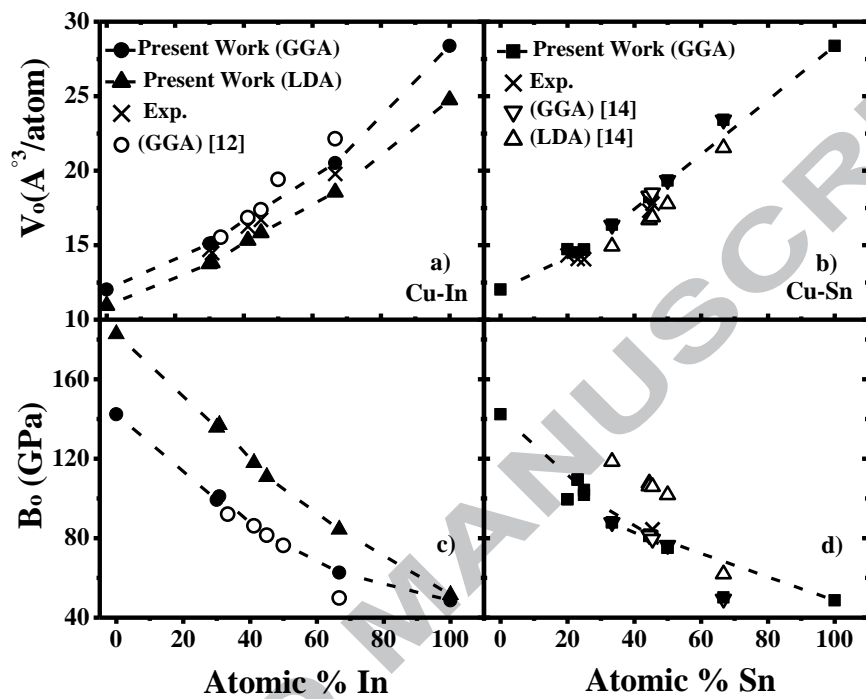 30
25
20
15
10
V₀(A°³/atom)
Present Work (GGA)
Present Work (LDA)
Exp.
(GGA) [12]
a)
Cu-In
Present Work (GGA)
Exp.
(GGA) [14]
(LDA) [14]
b)
Cu-Sn
160
120
80
40
B₀ (GPa)
c)
d)
0 20 40 60 80 100
0 20 40 60 80 100
Atomic % In
Atomic % Sn
MANUSCRI